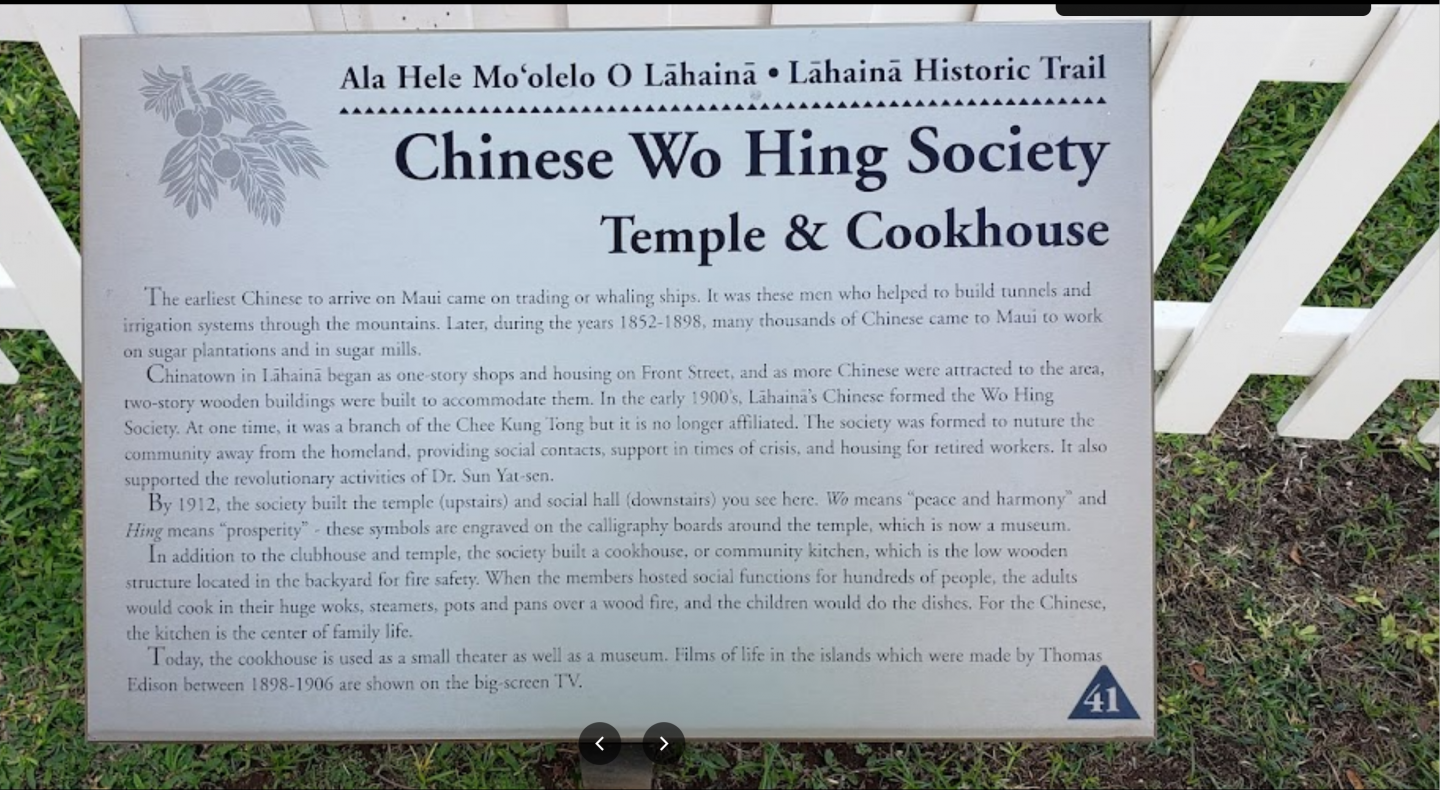 Ala Hele Moʻolelo O Lāhainā • Lāhainā Historic Trail
Chinese Wo Hing Society
Temple & Cookhouse
The earliest Chinese to arrive on Maui came on trading or whaling ships. It was these men who helped to build tunnels and
irrigation systems through the mountains. Later, during the years 1852-1898, many thousands of Chinese came to Maui to work
on sugar plantations and in sugar mills.
Chinatown in Lāhainā began as one-story shops and housing on Front Street, and as more Chinese were attracted to the area,
two-story wooden buildings were built to accommodate them. In the early 1900's, Lāhainā's Chinese formed the Wo Hing
Society. At one time, it was a branch of the Chee Kung Tong but it is no longer affiliated. The society was formed to nuture the
community away from the homeland, providing social contacts, support in times of crisis, and housing for retired workers. It also
supported the revolutionary activities of Dr. Sun Yat-sen.
By 1912, the society built the temple (upstairs) and social hall (downstairs) you see here. Wo means “peace and harmony” and
Hing means “prosperity” - these symbols are engraved on the calligraphy boards around the temple, which is now a museum.
In addition to the clubhouse and temple, the society built a cookhouse, or community kitchen, which is the low wooden
structure located in the backyard for fire safety. When the members hosted social functions for hundreds of people, the adults
would cook in their huge woks, steamers, pots and pans over a wood fire, and the children would do the dishes. For the Chinese,
the kitchen is the center of family life.
Today, the cookhouse is used as a small theater as well as a museum. Films of life in the islands which were made by Thomas
Edison between 1898-1906 are shown on the big-screen TV.
41